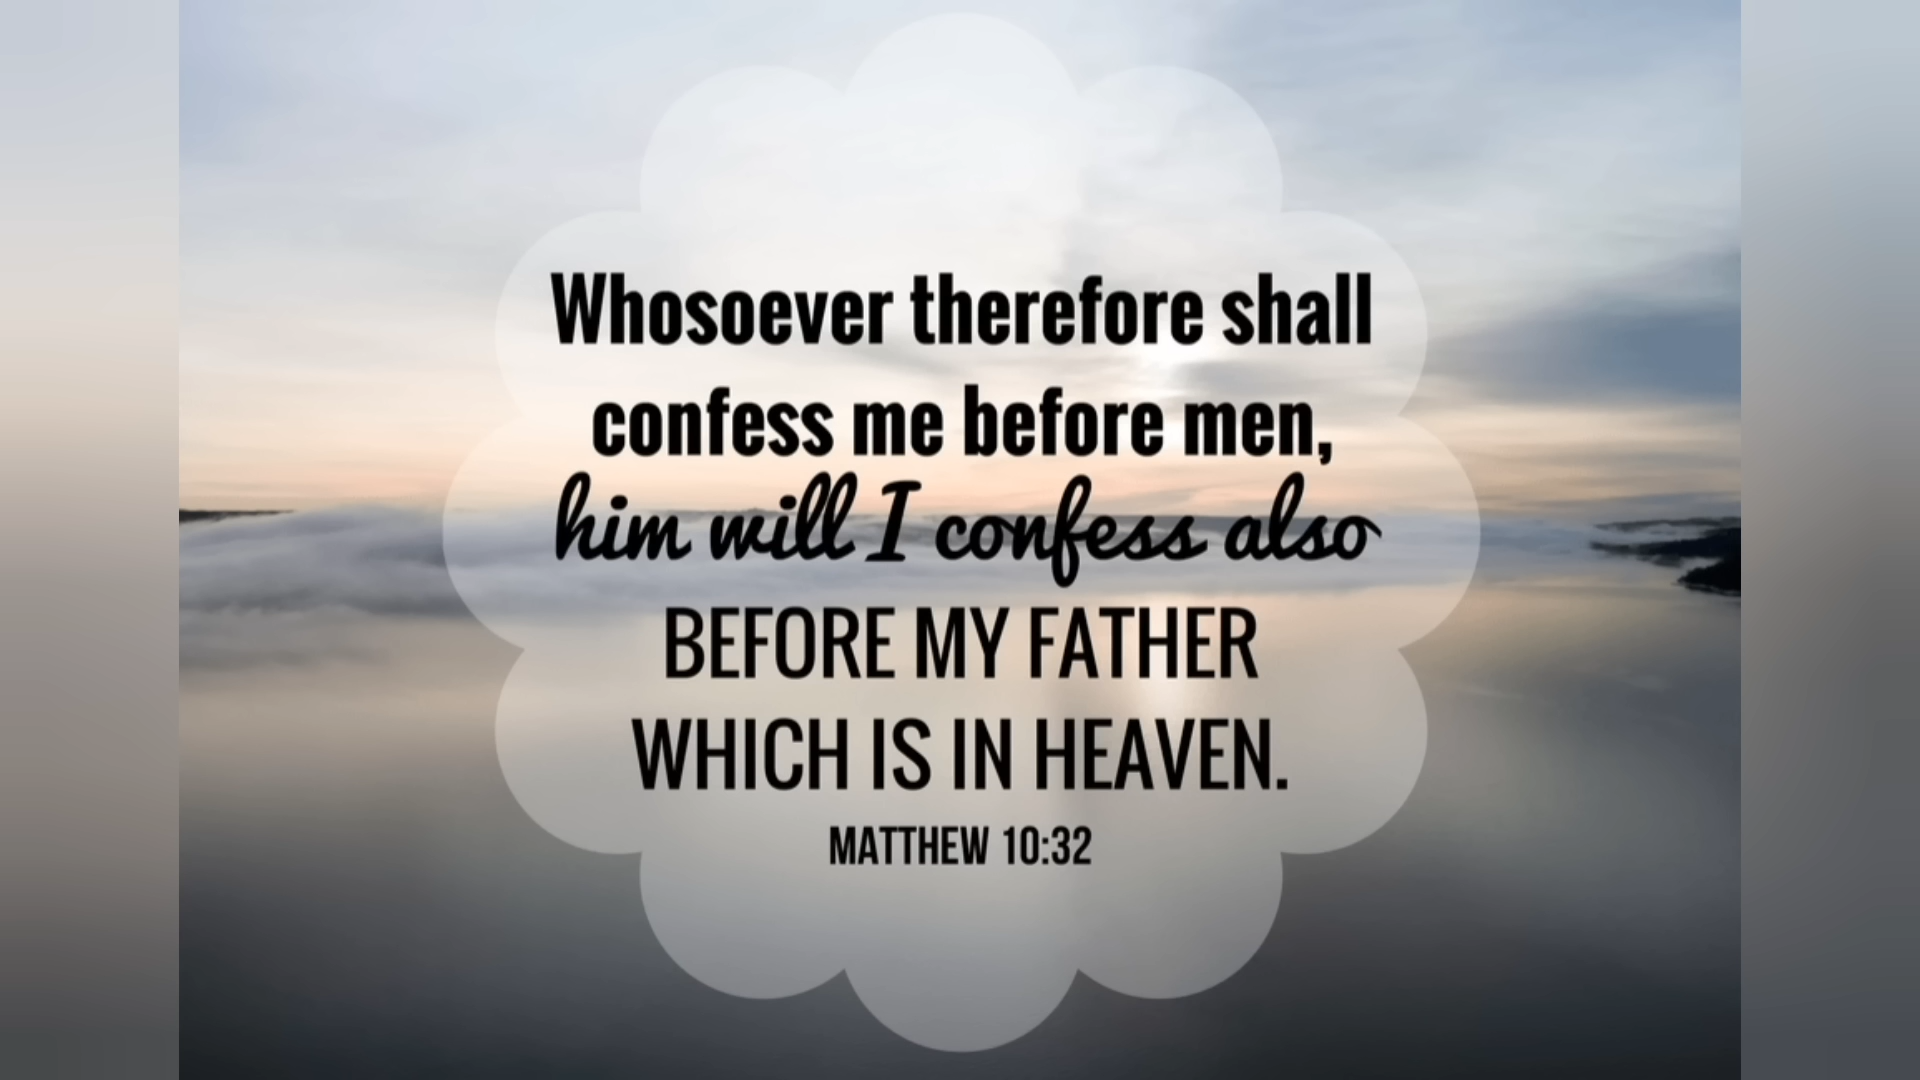 Whosoever therefore shall
confess me before men,
him will I confess also
BEFORE MY FATHER
WHICH IS IN HEAVEN.
MATTHEW 10:32